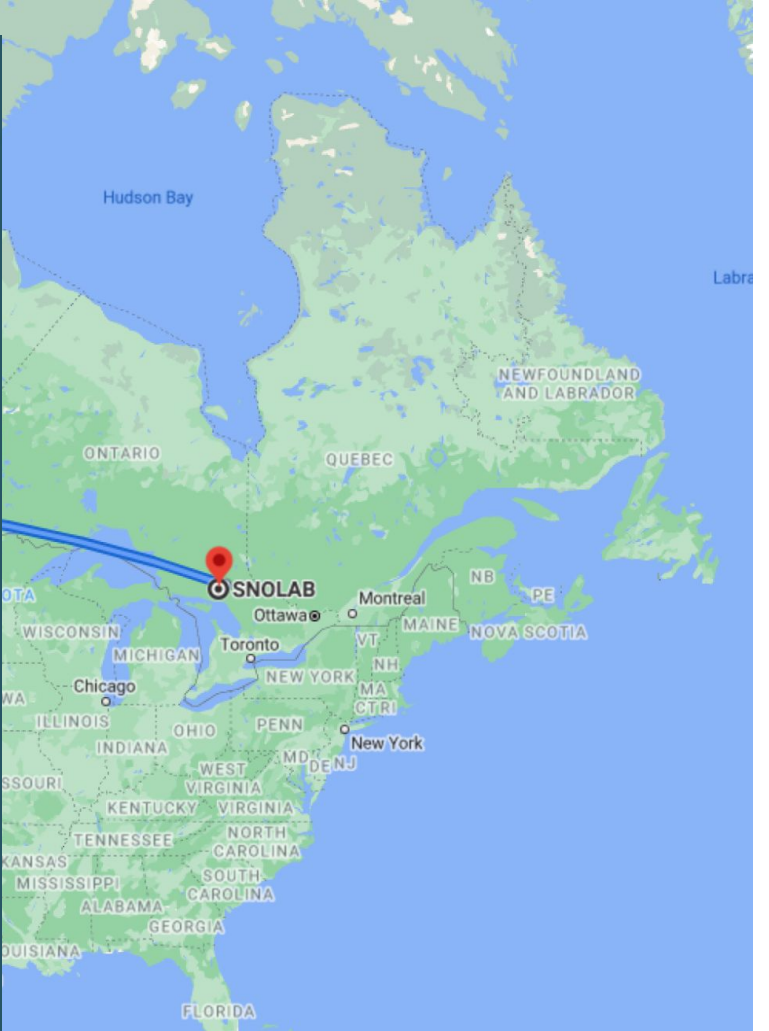 Hudson Bay
Labra
NEWFOUNDLAND
AND LABRADOR
ONTARIO
QUEBEC
SNOLAB
OTA
Ottawa
Montreal
NB
PE
WISCONSIN
MAINE
NOVA SCOTIA
VT
Toronto
MICHIGAN
NH
NEW YORK
Chicago
MA
WA
CT RI
ILLINOIS
OHIO
PENN
INDIANA
New York
MD
DE NJ
WEST
VIRGINIA
SSOURI
KENTUCKY
VIRGINIA
TENNESSEE
NORTH
CAROLINA
KANSAS
MISSISSIPPI
SOUTH
CAROLINA
ALABAMA
GEORGIA
OUISIANA
FLORIDA